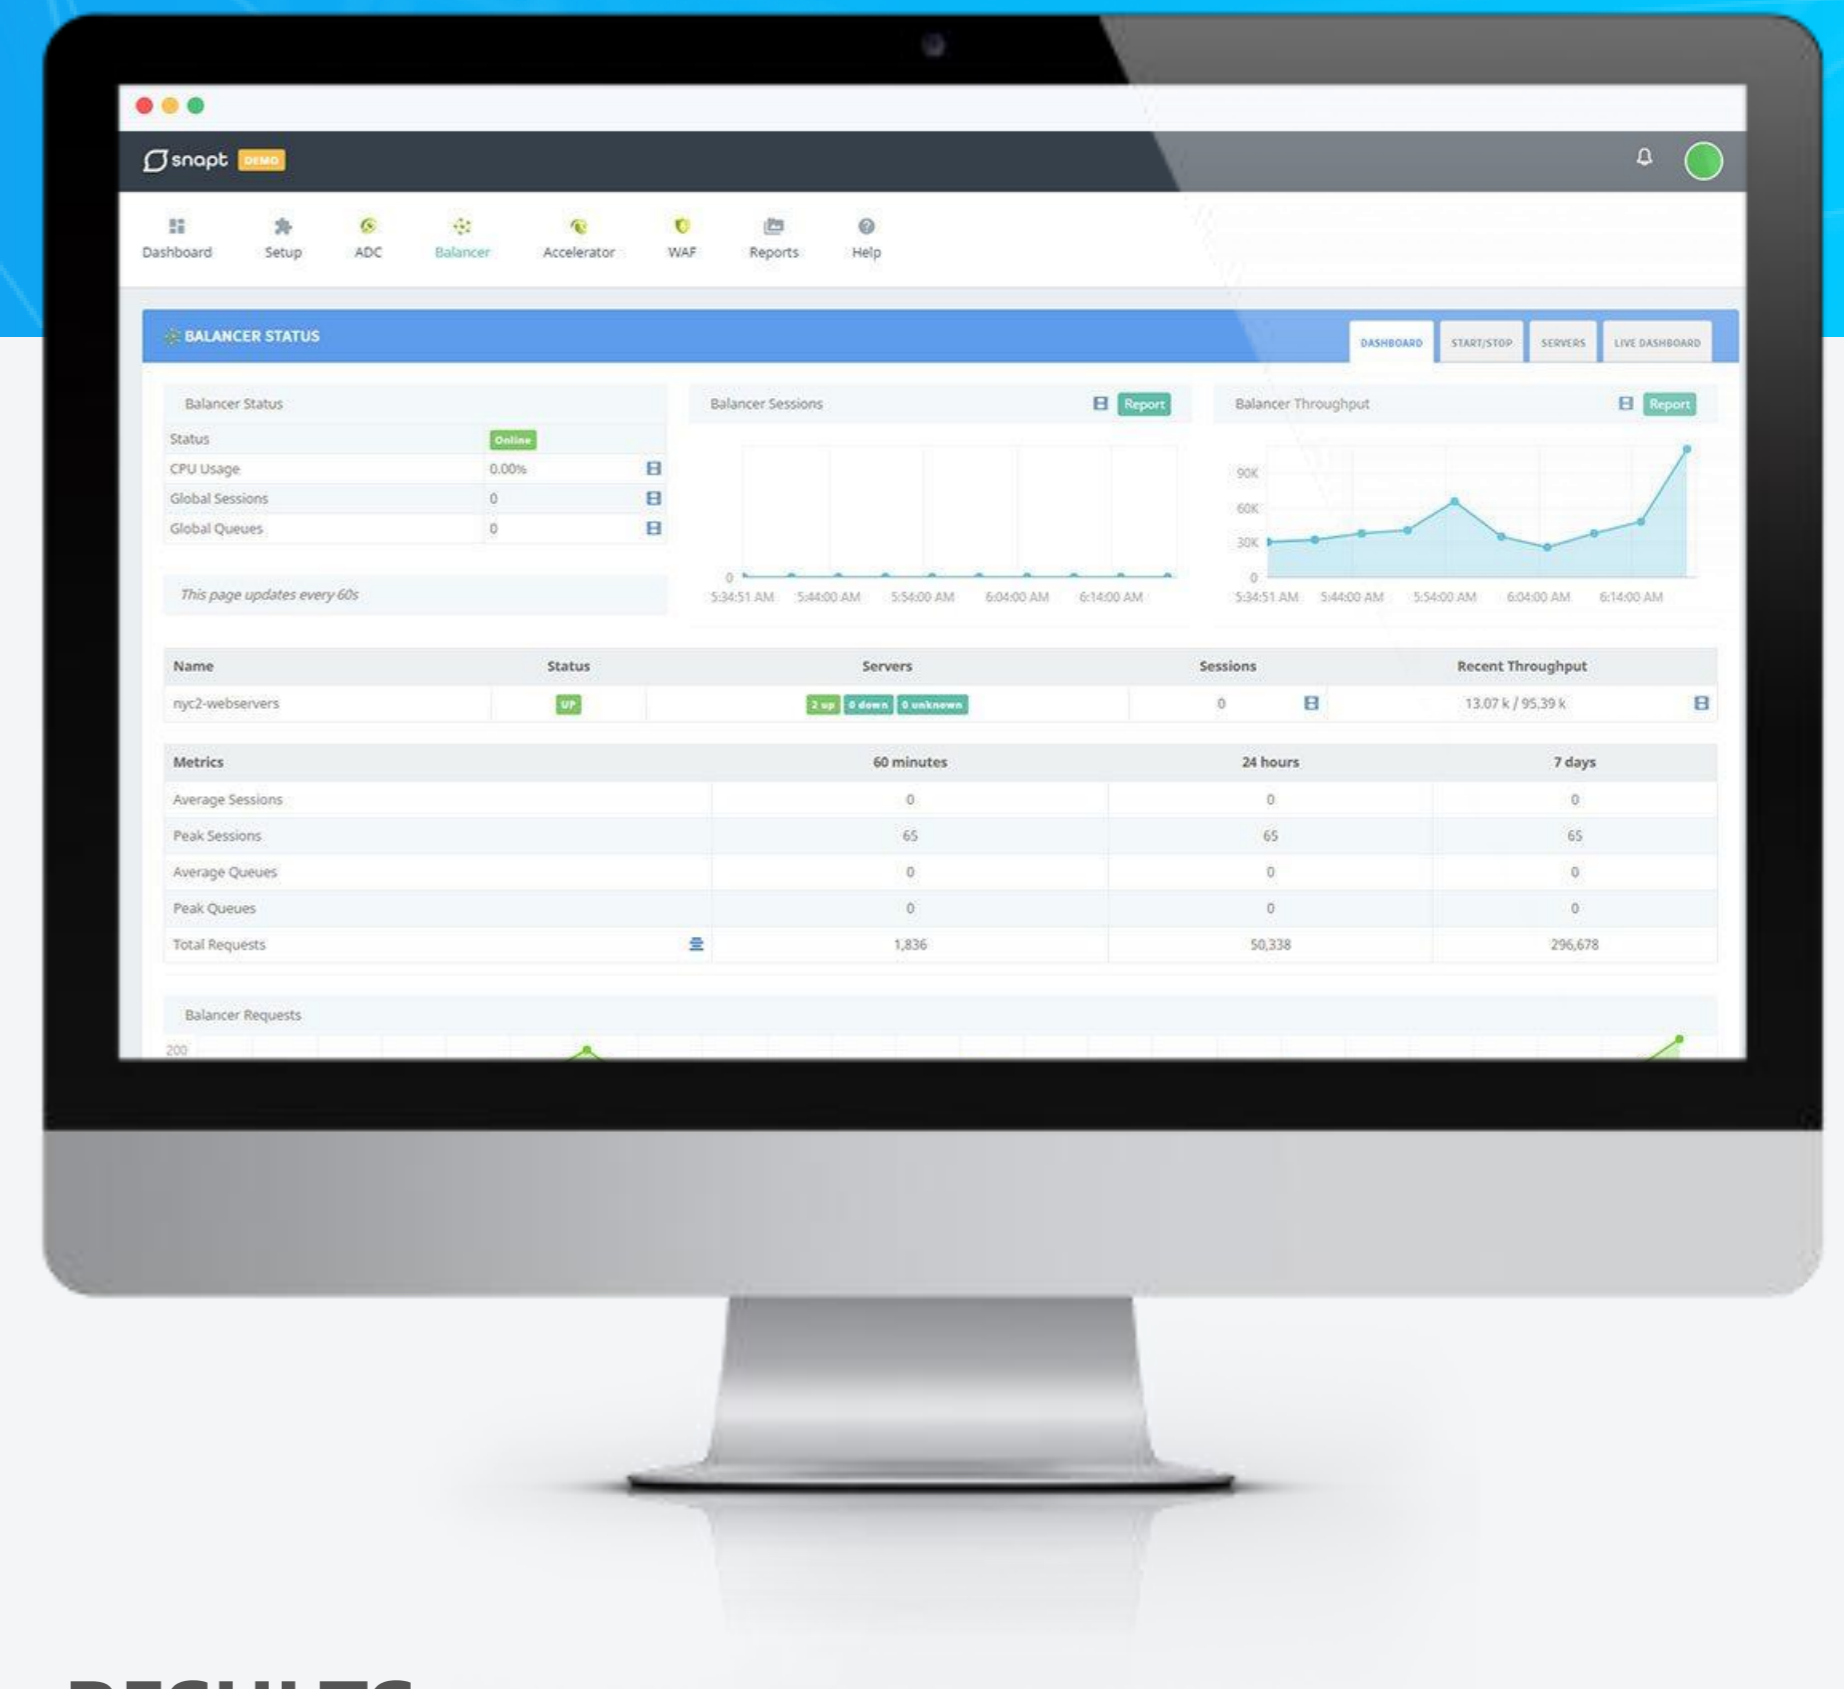 snapt DEMO
Dashboard Setup ADC Balancer Accelerator WAF Reports Help
BALANCER STATUS
DASHBOARD START/STOP SERVERS LIVE DASHBOARD
Balancer Status
Status Online
CPU Usage 0.00%
Global Sessions 0
Global Queues 0
This page updates every 60s
Balancer Sessions Report
0
5:34:51 AM 5:44:00 AM 5:54:00 AM 6:04:00 AM 6:14:00 AM
Balancer Throughput Report
90K
60K
30K
0
5:34:51 AM 5:44:00 AM 5:54:00 AM 6:04:00 AM 6:14:00 AM
Name Status Servers Sessions Recent Throughput
nyc2-webservers UP 2 up 0 down 0 unknown 0 13.07 k / 95.39 k
Metrics 60 minutes 24 hours 7 days
Average Sessions 0 0 0
Peak Sessions 65 65 65
Average Queues 0 0 0
Peak Queues 0 0 0
Total Requests 1,836 50,338 296,678
Balancer Requests
200
RESULTS